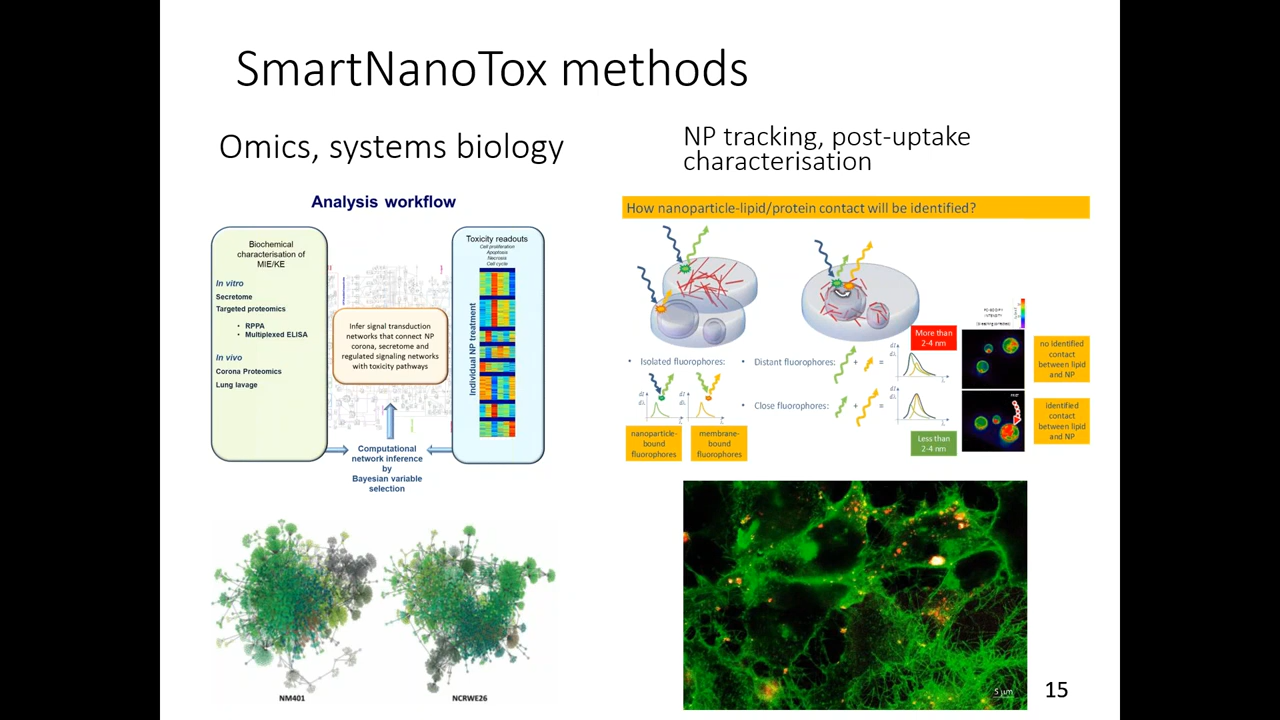 SmartNanoTox methods
Omics, systems biology
Analysis workflow
Biochemical
characterisation of
MIE/KE
In vitro
Secretome
Targeted proteomics
• RPPA
• Multiplexed ELISA
In vivo
Corona Proteomics
Lung lavage
Infer signal transduction
networks that connect NP
corona, secretome and
regulated signaling networks
with toxicity pathways
Toxicity readouts
Cell proliferation
Apoptosis
Necrosis
Cell cycle
Individual NP treatment
Computational
network inference
by
Bayesian variable
selection
NM401
NCRWE26
NP tracking, post-uptake
characterisation
How nanoparticle-lipid/protein contact will be identified?
• Isolated fluorophores:
nanoparticle-
bound
fluorophores
membrane-
bound
fluorophores
• Distant fluorophores:
+
=
More than
2-4 nm
no identified
contact
between lipid
and NP
• Close fluorophores:
+
=
Less than
2-4 nm
identified
contact
between lipid
and NP
5 µm
15